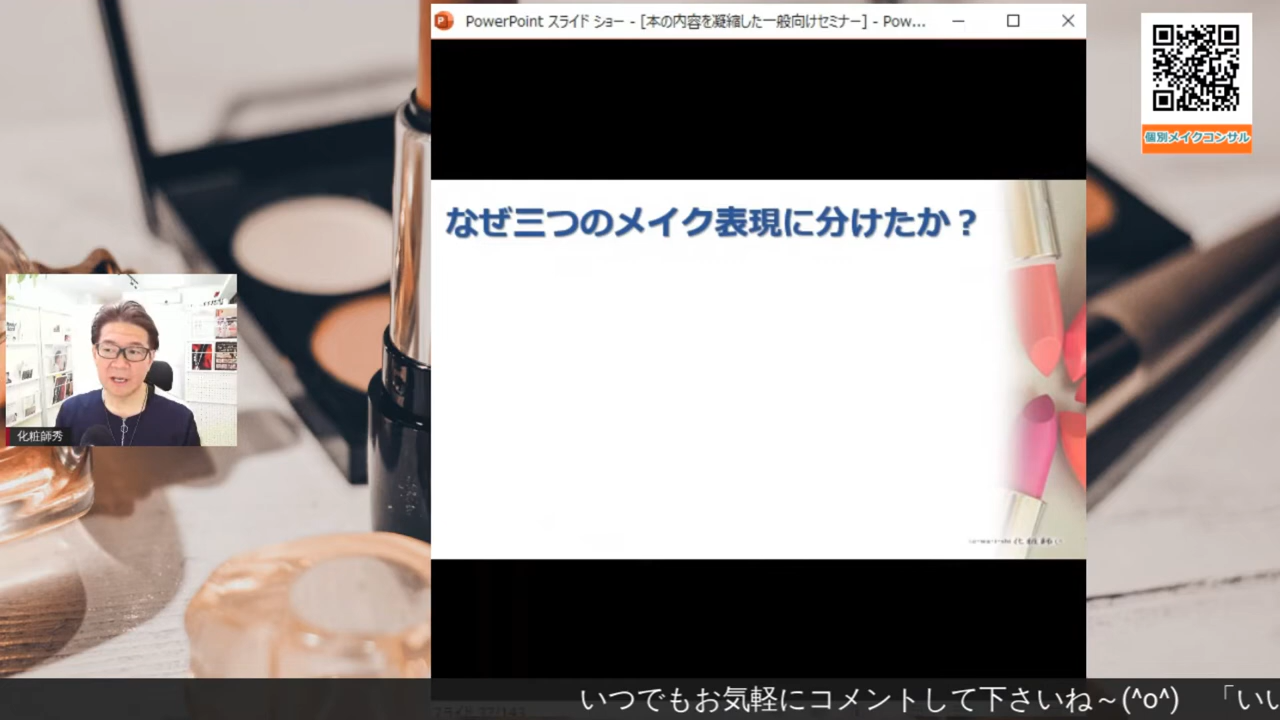 PowerPoint スライド ショー - [本の内容を凝縮した一般向けセミナー] - Pow...
個別メイクコンサル
なぜ三つのメイク表現に分けたか？
化粧師秀
いつでもお気軽にコメントして下さいね～(^o^)　「いい